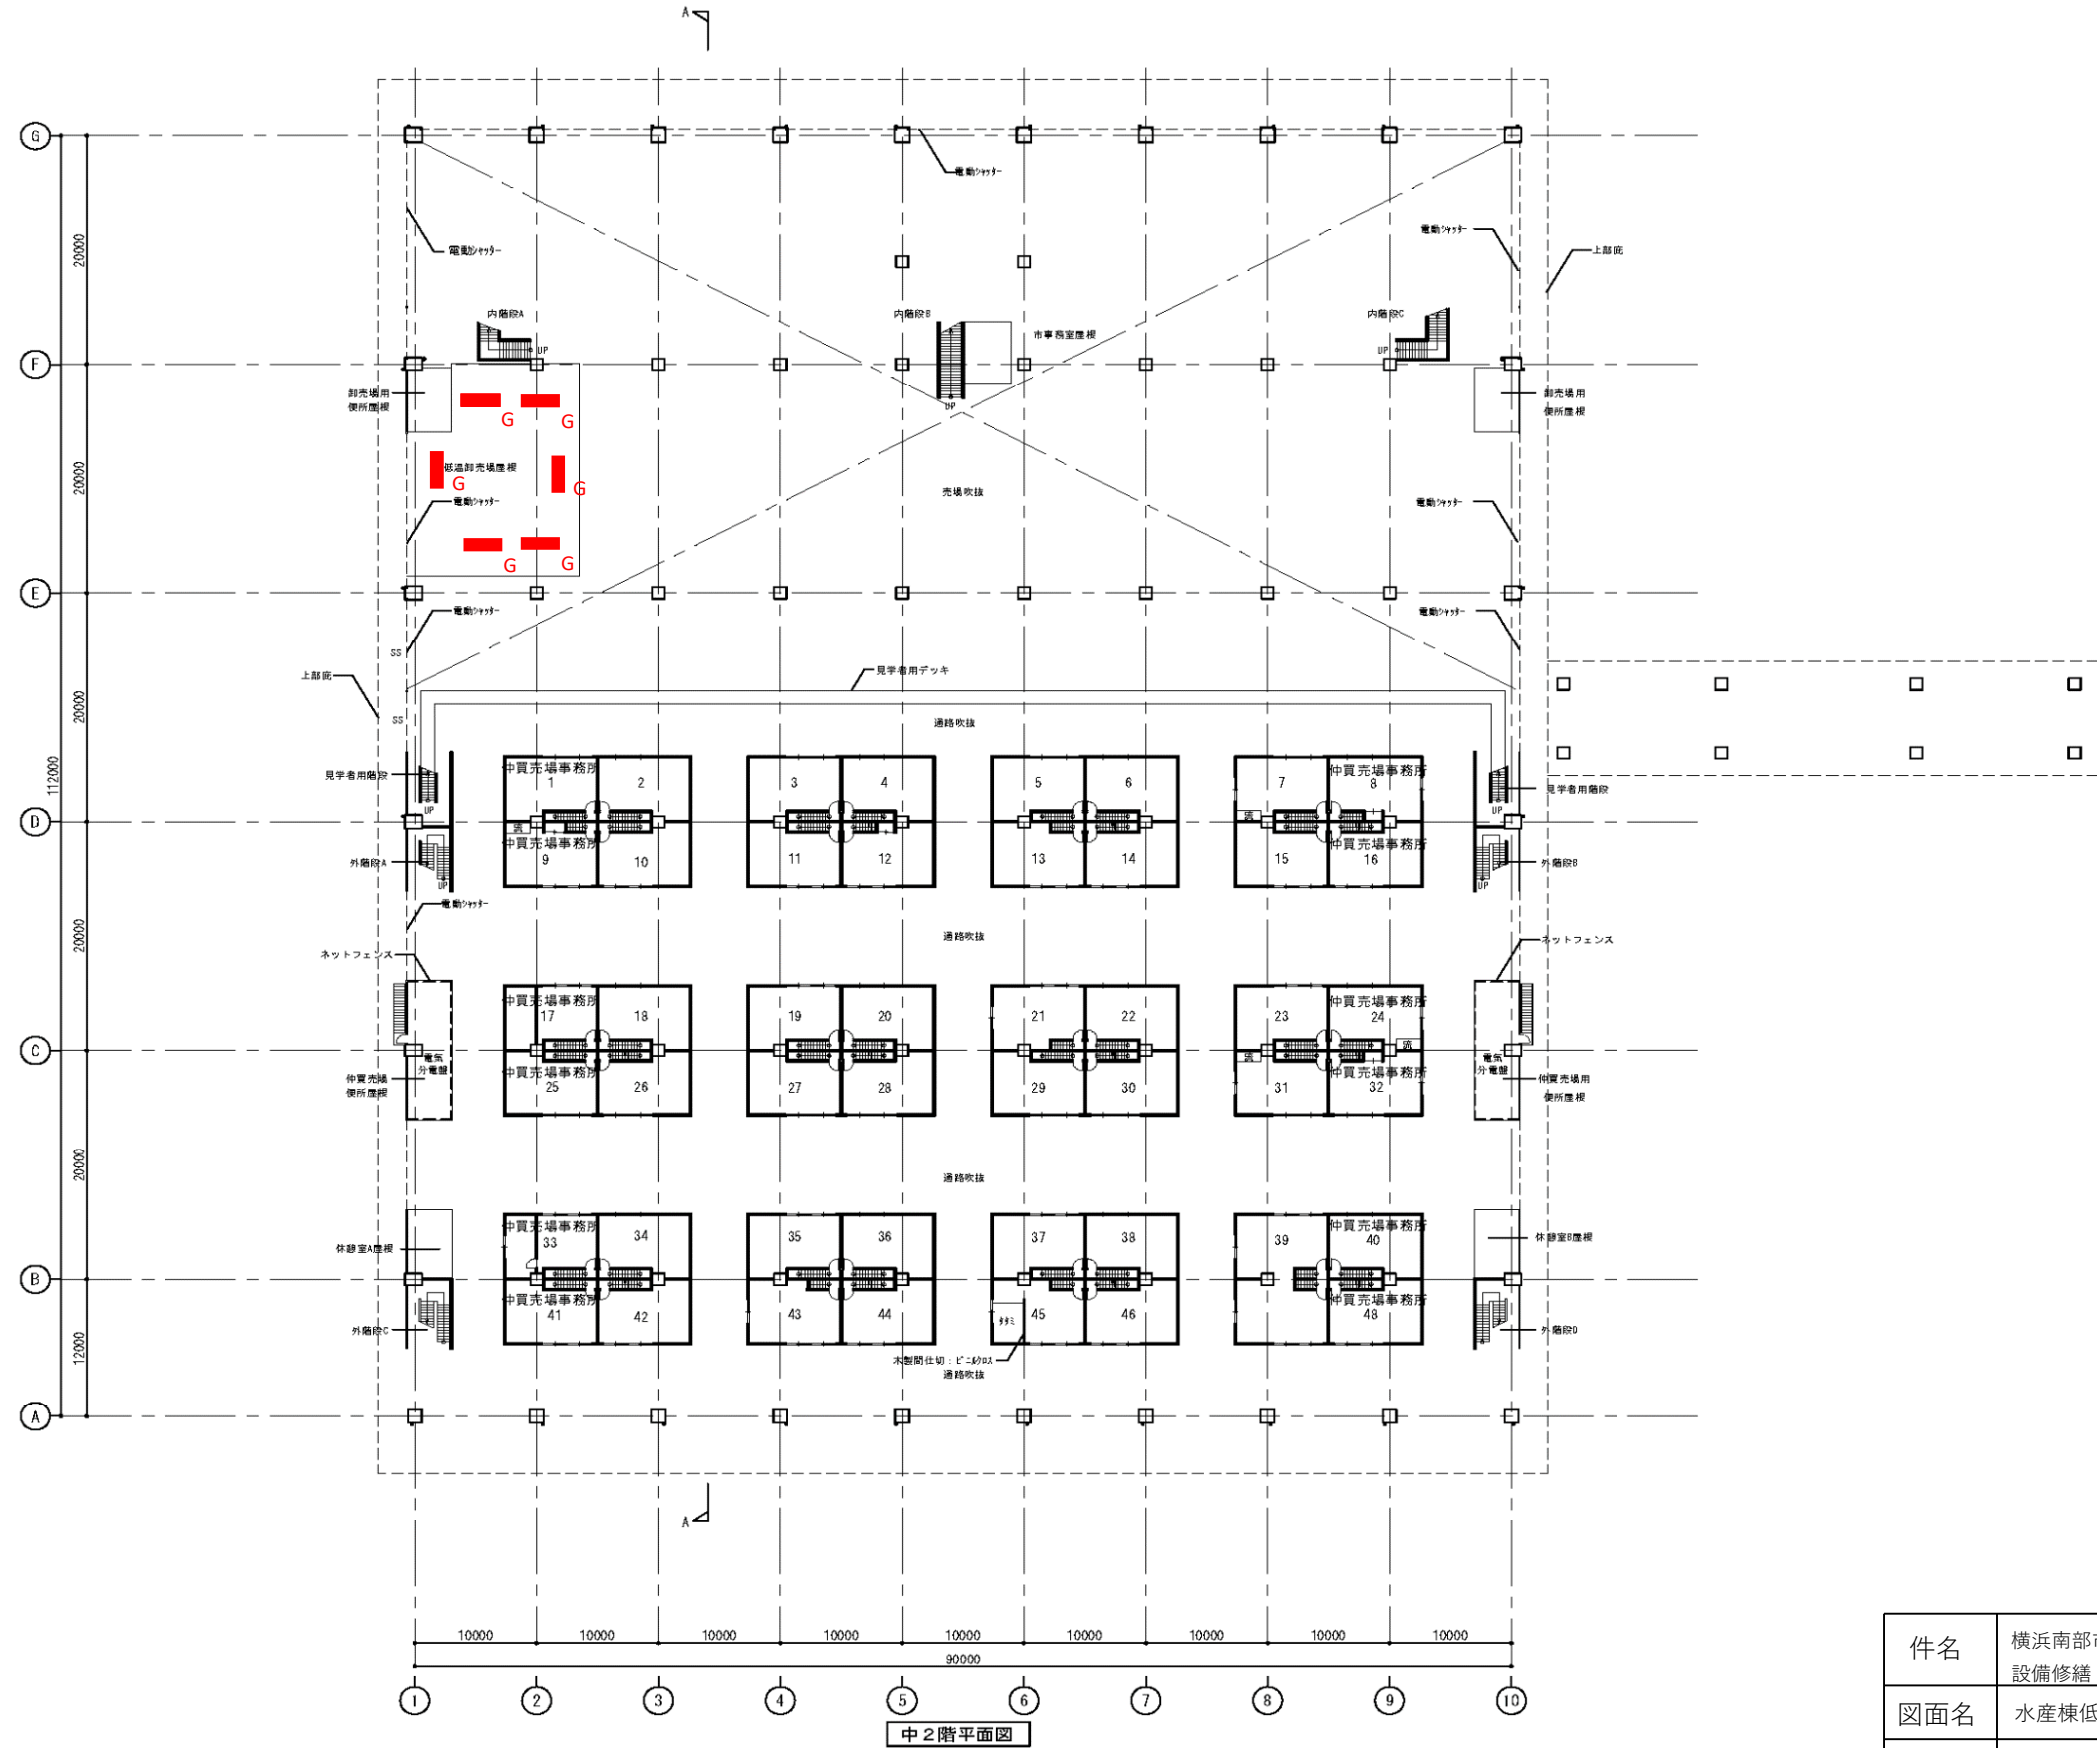 A
G
電動シャッター
電動シャッター
電動シャッター
上部庇
20000
内階段A
内階段B
内階段C
市事務室屋根
UP
UP
F
卸売場用
便所屋根
卸売場用
便所屋根
UP
G
G
低温卸売場屋根
G
G
20000
売場吹抜
電動シャッター
電動シャッター
G
G
E
電動シャッター
電動シャッター
SS
上部庇
見学者用デッキ
SS
20000
通路吹抜
112000
仲買売場事務所
1
2
3
4
5
6
7
仲買売場事務所
8
見学者用階段
UP
見学者用階段
UP
D
流
流
仲買売場事務所
9
10
11
12
13
14
15
仲買売場事務所
16
外階段A
UP
外階段B
UP
電動シャッター
20000
通路吹抜
ネットフェンス
ネットフェンス
仲買売場事務所
17
18
19
20
21
22
23
仲買売場事務所
24
C
電気
分電盤
流
流
電気
分電盤
仲買売場
便所屋根
仲買売場用
便所屋根
仲買売場事務所
25
26
27
28
29
30
31
仲買売場事務所
32
20000
通路吹抜
仲買売場事務所
33
34
35
36
37
38
39
仲買売場事務所
40
休憩室A屋根
休憩室B屋根
B
仲買売場事務所
41
42
43
44
タタミ
45
46
仲買売場事務所
48
外階段C
外階段D
12000
木製間仕切：ビニルクロス
通路吹抜
A
A
10000
10000
10000
10000
10000
10000
10000
10000
10000
90000
1
2
3
4
5
6
7
8
9
10
中２階平面図
件名
横浜南部市
設備修繕
図面名
水産棟低